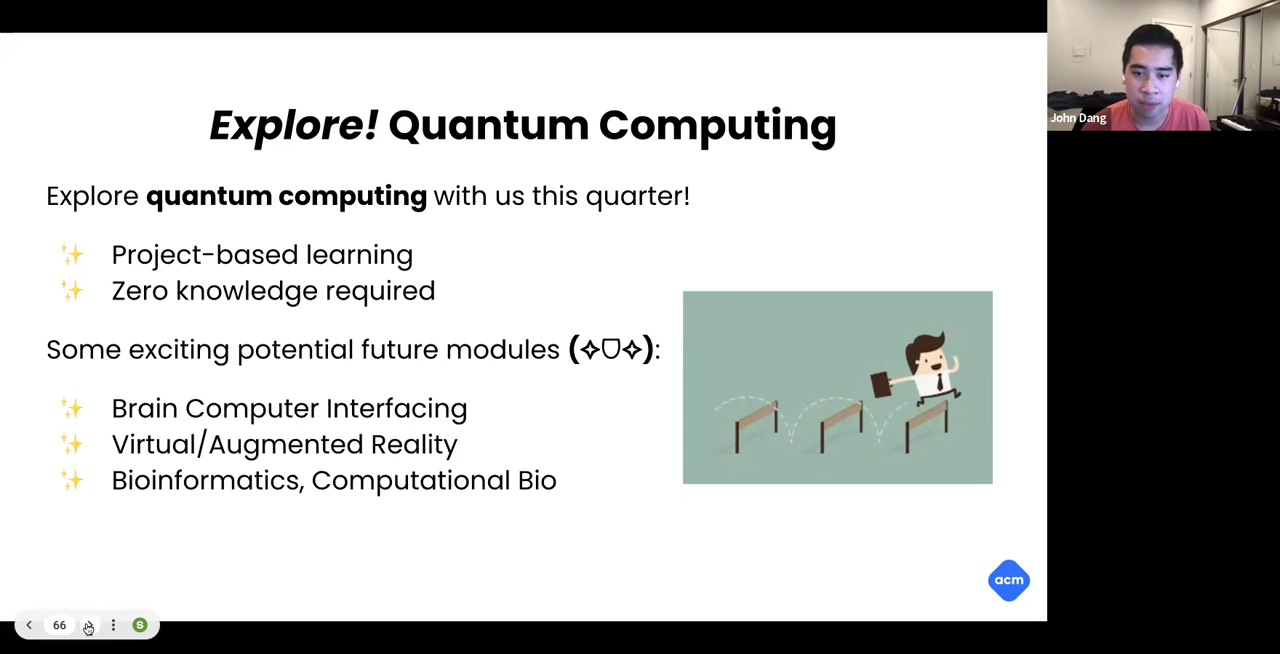 Explore! Quantum Computing
Explore quantum computing with us this quarter!
✨ Project-based learning
✨ Zero knowledge required
Some exciting potential future modules (✧⛉✧):
✨ Brain Computer Interfacing
✨ Virtual/Augmented Reality
✨ Bioinformatics, Computational Bio
acm
66
S
John Dang